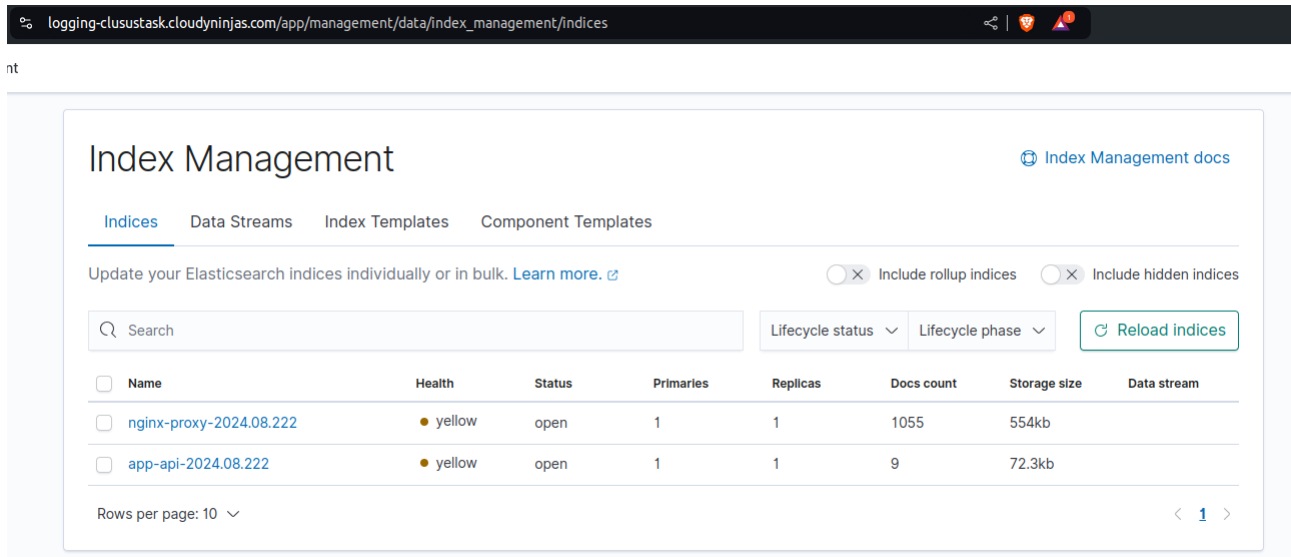 logging-clusustask.cloudyninjas.com/app/management/data/index_management/indices 1
nt
Index Management Index Management docs
Indices Data Streams Index Templates Component Templates
Update your Elasticsearch indices individually or in bulk. Learn more. Include rollup indices Include hidden indices
Search Lifecycle status Lifecycle phase Reload indices
Name Health Status Primaries Replicas Docs count Storage size Data stream
nginx-proxy-2024.08.222 yellow open 1 1 1055 554kb
app-api-2024.08.222 yellow open 1 1 9 72.3kb
Rows per page: 10 1